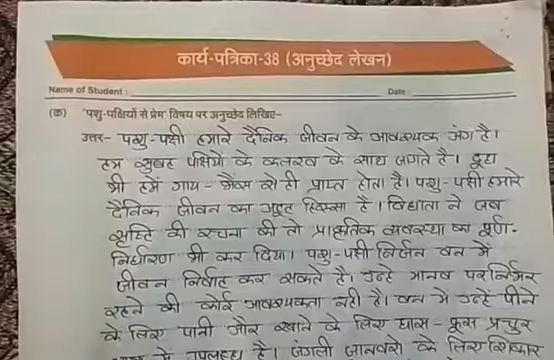 कार्य-पत्रिका-38 (अनुच्छेद लेखन)
Name of Student : Date :
(क) 'पशु-पक्षियों से प्रेम' विषय पर अनुच्छेद लिखिए-
उत्तर- पशु-पक्षी हमारे दैनिक जीवन के आवश्यक अंग है।
हम सुबह पक्षियों के कलरव के साथ जागते है। दूध
भी हमें गाय-भैंस से ही प्राप्त होता है। पशु-पक्षी हमारे
दैनिक जीवन का अटूट हिस्सा है। विधाता ने जब
सृष्टि की रचना की तो प्राकृतिक व्यवस्था का पूर्ण-
निर्धारण भी कर दिया। पशु-पक्षी निर्जन वन में
जीवन निर्वाह कर सकते है। उन्हें मानव पर निर्भर
रहने की कोई आवश्यकता नही है। वन में उन्हें पीने
के लिए पानी और खाने के लिए घास-फूस प्रचुर
में उपलब्ध है। जंगली जानवरो के लिए शिकार